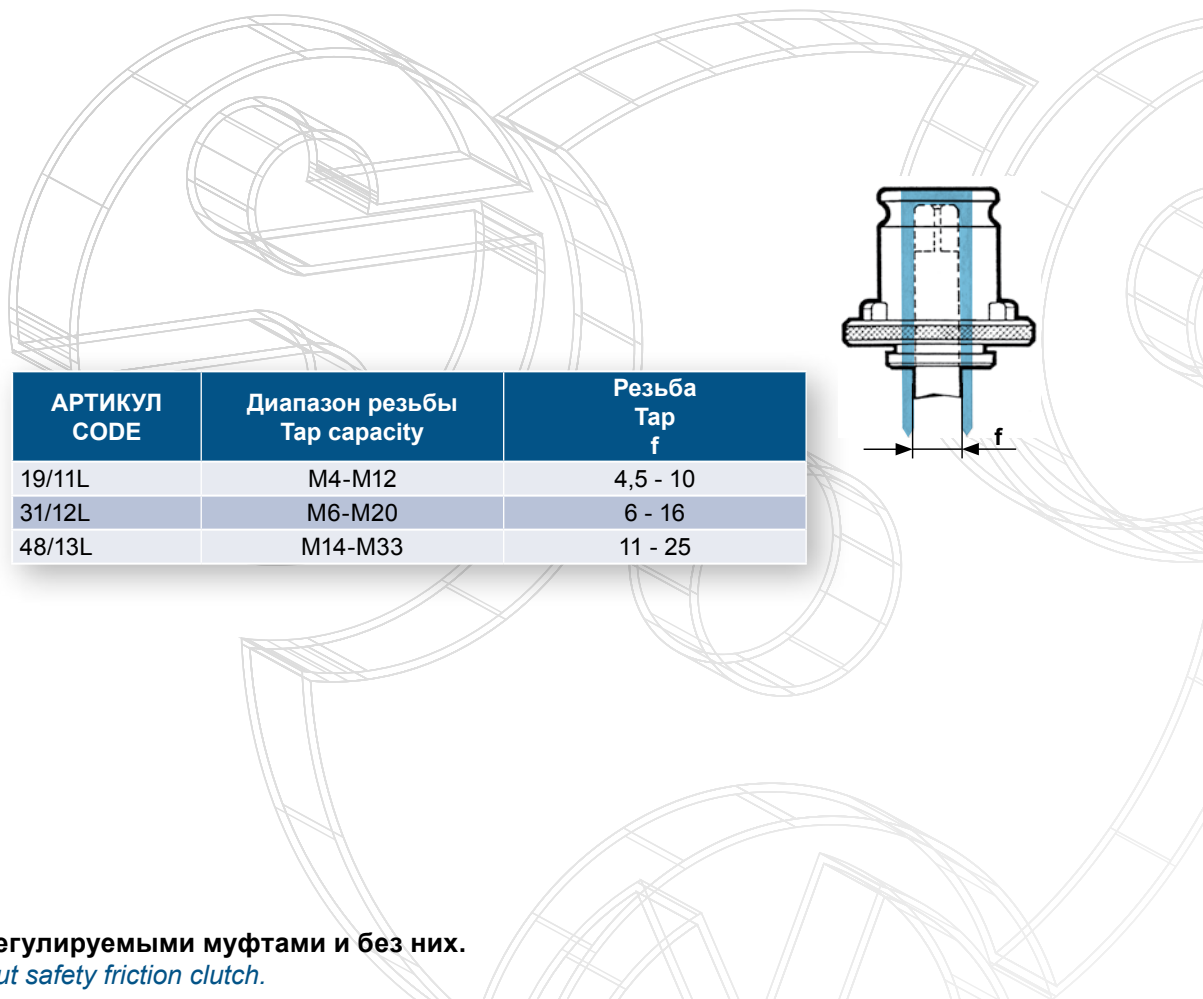 АРТИКУЛ
CODE
Диапазон резьбы
Tap capacity
Резьба
Tap
f
19/11L M4-M12 4,5 - 10
31/12L M6-M20 6 - 16
48/13L M14-M33 11 - 25
f
егулируемыми муфтами и без них.
ut safety friction clutch.